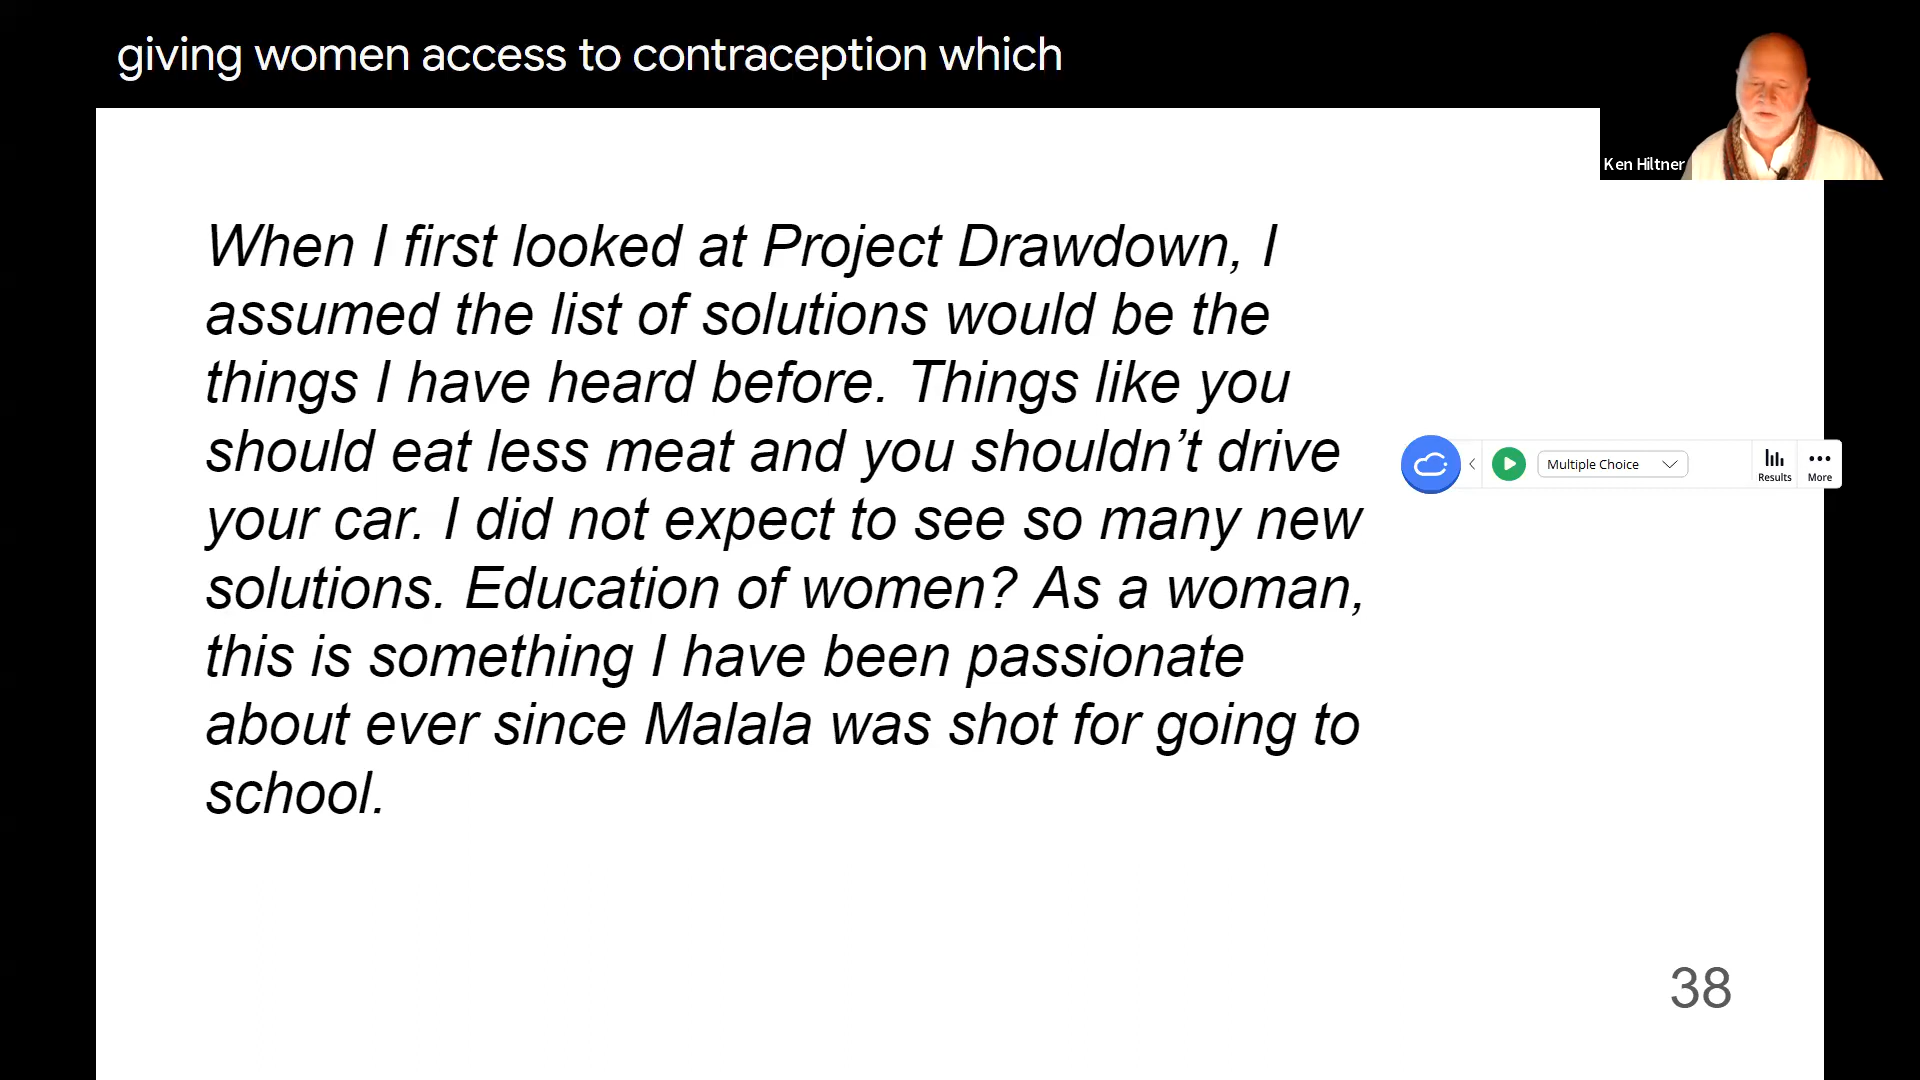 giving women access to contraception which
Ken Hiltner
When I first looked at Project Drawdown, I
assumed the list of solutions would be the
things I have heard before. Things like you
should eat less meat and you shouldn’t drive
your car. I did not expect to see so many new
solutions. Education of women? As a woman,
this is something I have been passionate
about ever since Malala was shot for going to
school.
Multiple Choice
Results
More
38